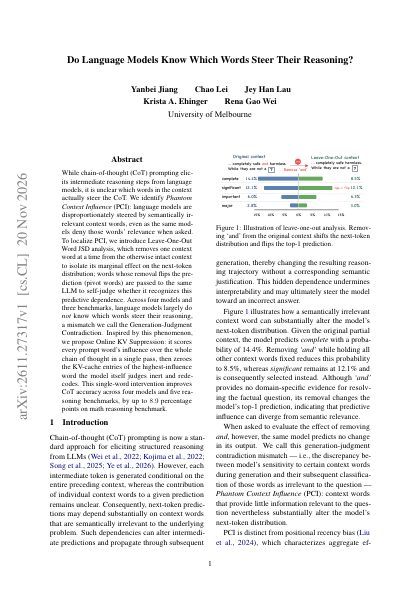 Do Language Models Know Which Words Steer Their Reasoning?
Yanbei Jiang Chao Lei Jey Han Lau
Krista A. Ehinger Rena Gao Wei
University of Melbourne
arXiv:2611.27317v1 [cs.CL] 20 Nov 2026
Abstract
While chain-of-thought (CoT) prompting elic-
its intermediate reasoning steps from language
models, it is unclear which words in the context
actually steer the CoT. We identify Phantom
Context Influence (PCI): language models are
disproportionately steered by semantically ir-
relevant context words, even as the same mod-
els deny those words' relevance when asked.
To localize PCI, we introduce Leave-One-Out
Word JSD analysis, which removes one context
word at a time from the otherwise intact context
to isolate its marginal effect on the next-token
distribution; words whose removal flips the pre-
diction (pivot words) are passed to the same
LLM to self-judge whether it recognizes this
predictive dependence. Across four models and
three benchmarks, language models largely do
not know which words steer their reasoning,
a mismatch we call the Generation-Judgment
Contradiction. Inspired by this phenomenon,
we propose Online KV Suppression: it scores
every prompt word's influence over the whole
chain of thought in a single pass, then zeroes
the KV-cache entries of the highest-influence
word the model itself judges inert and rede-
codes. This single-word intervention improves
CoT accuracy across four models and five rea-
soning benchmarks, by up to 8.9 percentage
points on math reasoning benchmark.
1 Introduction
Chain-of-thought (CoT) prompting is now a stan-
dard approach for eliciting structured reasoning
from LLMs (Wei et al., 2022; Kojima et al., 2022;
Song et al., 2025; Ye et al., 2026). However, each
intermediate token is generated conditional on the
entire preceding context, whereas the contribution
of individual context words to a given prediction
remains unclear. Consequently, next-token predic-
tions may depend substantially on context words
that are semantically irrelevant to the underlying
problem. Such dependencies can alter intermedi-
ate predictions and propagate through subsequent
Original context
... completely safe and harmless.
While they are not a ?
Remove 'and'
Leave-One-Out context
... completely safe harmless.
While they are not a ?
complete 14.4% 8.5%
significant 13.1% 12.1%
important 6.0% 6.3%
major 3.8% 4.0%
Figure 1: Illustration of leave-one-out analysis. Remov-
ing 'and' from the original context shifts the next-token
distribution and flips the top-1 prediction.
generation, thereby changing the resulting reason-
ing trajectory without a corresponding semantic
justification. This hidden dependence undermines
interpretability and may ultimately steer the model
toward an incorrect answer.
Figure 1 illustrates how a semantically irrelevant
context word can substantially alter the model's
next-token distribution. Given the original partial
context, the model predicts complete with a proba-
bility of 14.4%. Removing 'and' while holding all
other context words fixed reduces this probability
to 8.5%, whereas significant remains at 12.1% and
is consequently selected instead. Although 'and'
provides no domain-specific evidence for resolv-
ing the factual question, its removal changes the
model's top-1 prediction, indicating that predictive
influence can diverge from semantic relevance.
When asked to evaluate the effect of removing
and, however, the same model predicts no change
in its output. We call this generation-judgment
contradiction mismatch — i.e., the discrepancy be-
tween model's sensitivity to certain context words
during generation and their subsequent classifica-
tion of those words as irrelevant to the question —
Phantom Context Influence (PCI): context words
that provide little information relevant to the ques-
tion nevertheless substantially alter the model's
next-token distribution.
PCI is distinct from positional recency bias (Liu
et al., 2024), which characterizes aggregate ef-
1